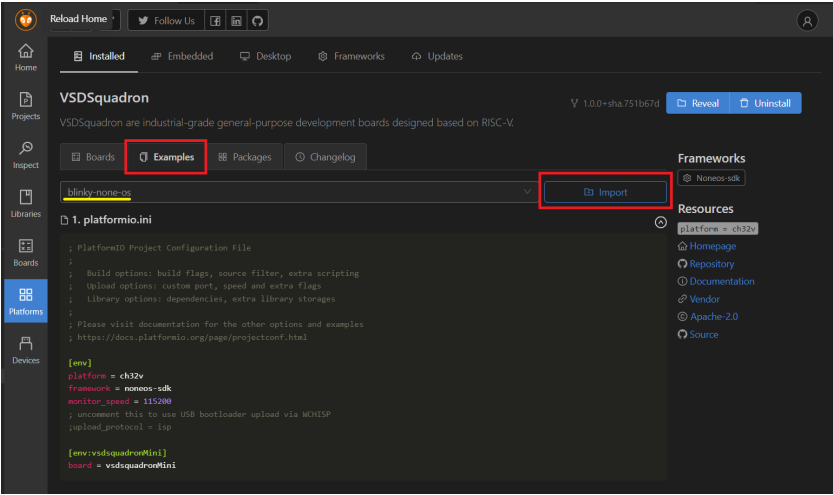 Reload Home
Follow Us
Home
Projects
Inspect
Libraries
Boards
Platforms
Devices
Installed
Embedded
Desktop
Frameworks
Updates
VSDSquadron
1.0.0+sha.751b67d
Reveal
Uninstall
VSDSquadron are industrial-grade general-purpose development boards designed based on RISC-V.
Boards
Examples
Packages
Changelog
blinky-none-os
Import
1. platformio.ini
; PlatformIO Project Configuration File
;
;   Build options: build flags, source filter, extra scripting
;   Upload options: custom port, speed and extra flags
;   Library options: dependencies, extra library storages
;
; Please visit documentation for the other options and examples
; https://docs.platformio.org/page/projectconf.html
[env]
platform = ch32v
framework = noneos-sdk
monitor_speed = 115200
; uncomment this to use USB bootloader upload via WCHISP
;upload_protocol = isp
[env:vsdsquadronMini]
board = vsdsquadronMini
Frameworks
Noneos-sdk
Resources
platform = ch32v
Homepage
Repository
Documentation
Vendor
Apache-2.0
Source